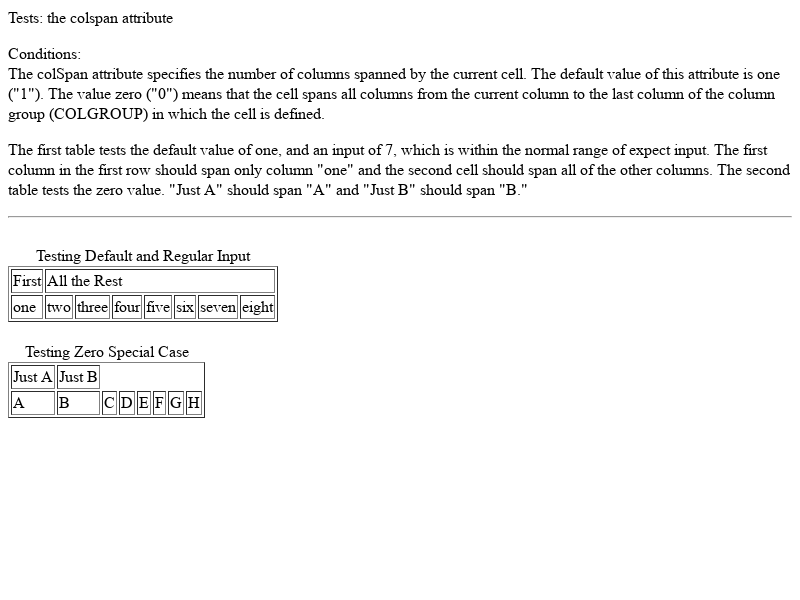 Tests: the colspan attribute
Conditions:
The colSpan attribute specifies the number of columns spanned by the current cell. The default value of this attribute is one
("1"). The value zero ("0") means that the cell spans all columns from the current column to the last column of the column
group (COLGROUP) in which the cell is defined.
The first table tests the default value of one, and an input of 7, which is within the normal range of expect input. The first
column in the first row should span only column "one" and the second cell should span all of the other columns. The second
table tests the zero value. "Just A" should span "A" and "Just B" should span "B."
Testing Default and Regular Input
First All the Rest
one two three four five six seven eight
Testing Zero Special Case
Just A Just B
A B C D E F G H